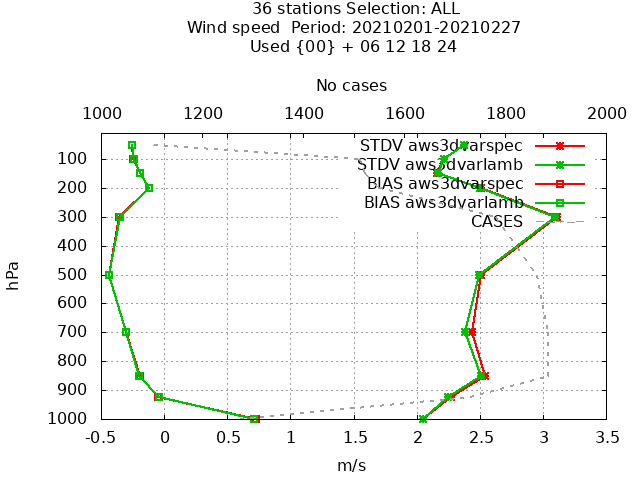 36 stations Selection: ALL
Wind speed  Period: 20210201-20210227
Used {00} + 06 12 18 24
No cases
1000 1200 1400 1600 1800 2000
STDV aws3dvarspec
STDV aws3dvarlamb
BIAS aws3dvarspec
BIAS aws3dvarlamb
CASES
100
200
300
400
500
600
700
800
900
1000
hPa
-0.5 0 0.5 1 1.5 2 2.5 3 3.5
m/s